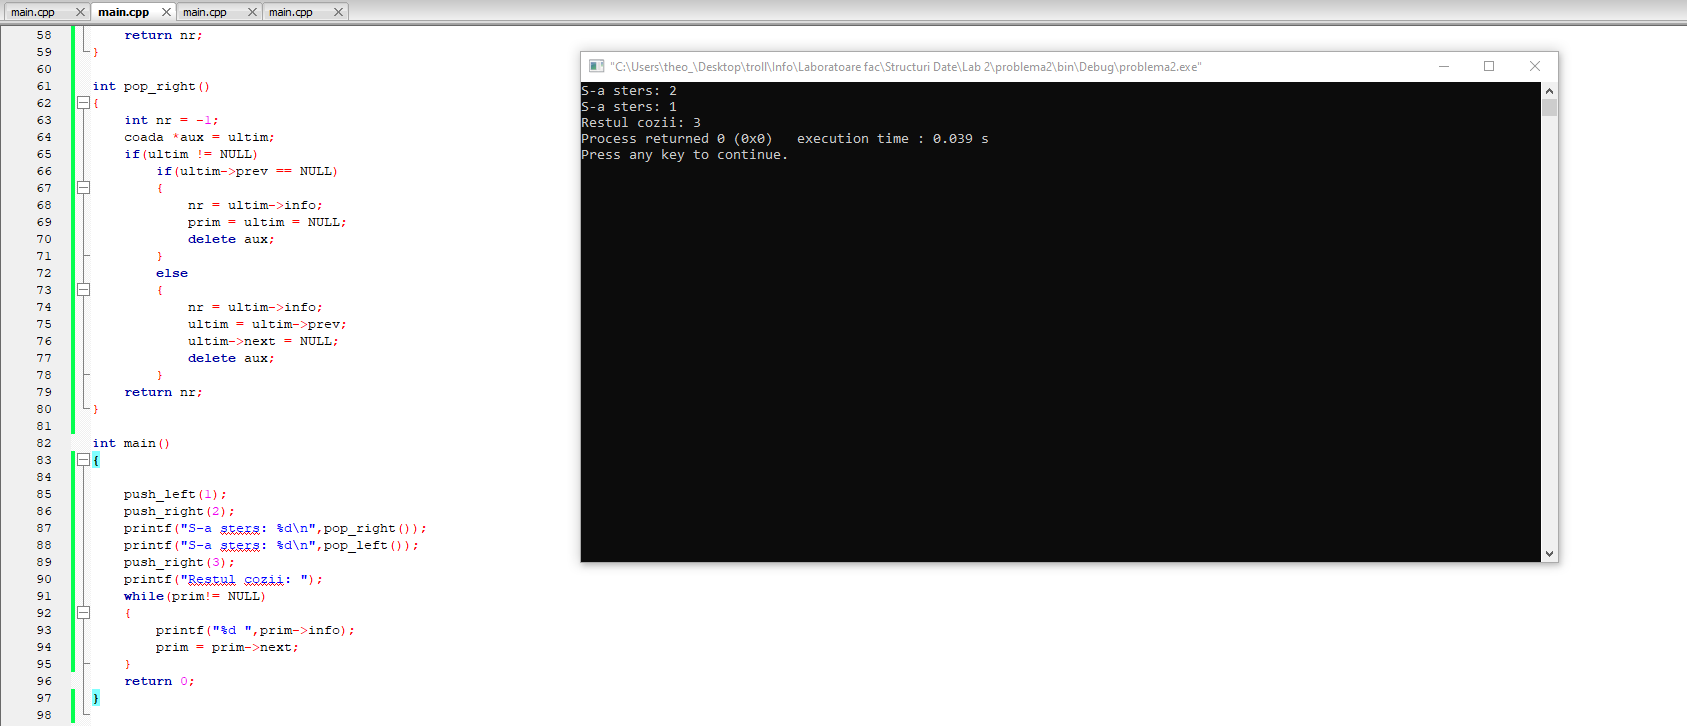 main.cpp main.cpp main.cpp main.cpp
58 return nr;
59 }
60
61 int pop_right()
62 {
63 int nr = -1;
64 coada *aux = ultim;
65 if(ultim != NULL)
66 if(ultim->prev == NULL)
67 {
68 nr = ultim->info;
69 prim = ultim = NULL;
70 delete aux;
71 }
72 else
73 {
74 nr = ultim->info;
75 ultim = ultim->prev;
76 ultim->next = NULL;
77 delete aux;
78 }
79 return nr;
80 }
81
82 int main()
83 {
84
85 push_left(1);
86 push_right(2);
87 printf("S-a sters: %d\n",pop_right());
88 printf("S-a sters: %d\n",pop_left());
89 push_right(3);
90 printf("Restul cozii: ");
91 while(prim!= NULL)
92 {
93 printf("%d ",prim->info);
94 prim = prim->next;
95 }
96 return 0;
97 }
98
"C:\Users\theo_\Desktop\troll\Info\Laboratoare fac\Structuri Date\Lab 2\problema2\bin\Debug\problema2.exe"
S-a sters: 2
S-a sters: 1
Restul cozii: 3
Process returned 0 (0x0) execution time : 0.039 s
Press any key to continue.